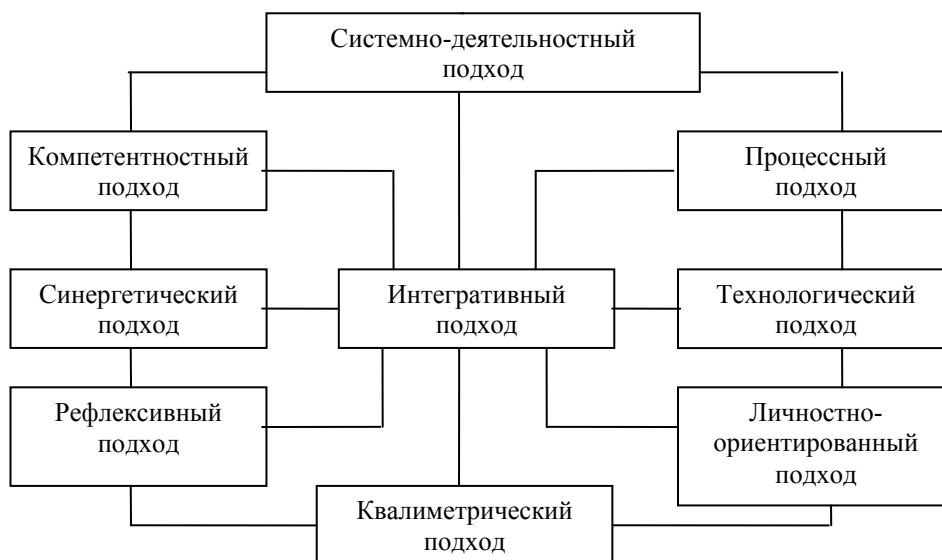 Системно-деятельностный
подход
Компетентностный
подход
Процессный
подход
Синергетический
подход
Интегративный
подход
Технологический
подход
Рефлексивный
подход
Личностно-
ориентированный
подход
Квалиметрический
подход